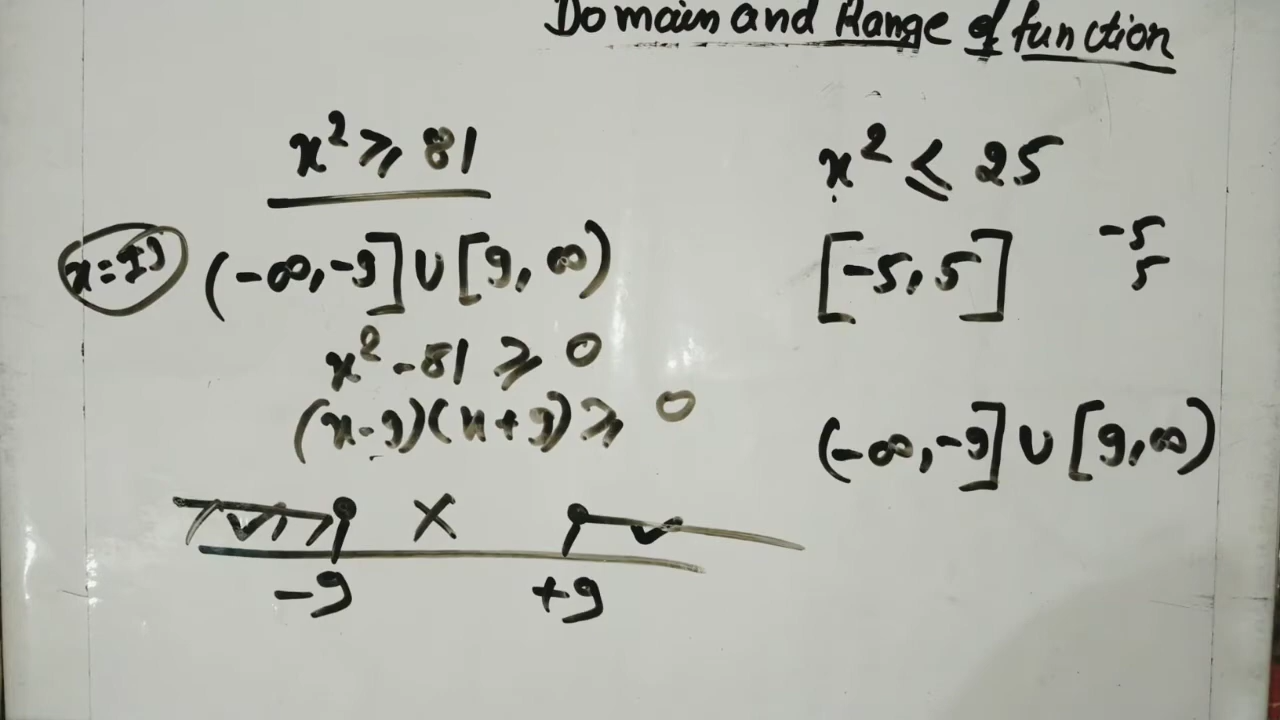 Domain and Range of function
x² ≥ 81
x = ±9
(-∞, -9] ∪ [9, ∞)
x² - 81 ≥ 0
(x-9)(x+9) ≥ 0
-9
+9
x² ≤ 25
[-5, 5]
-5
5
(-∞, -9] ∪ [9, ∞)